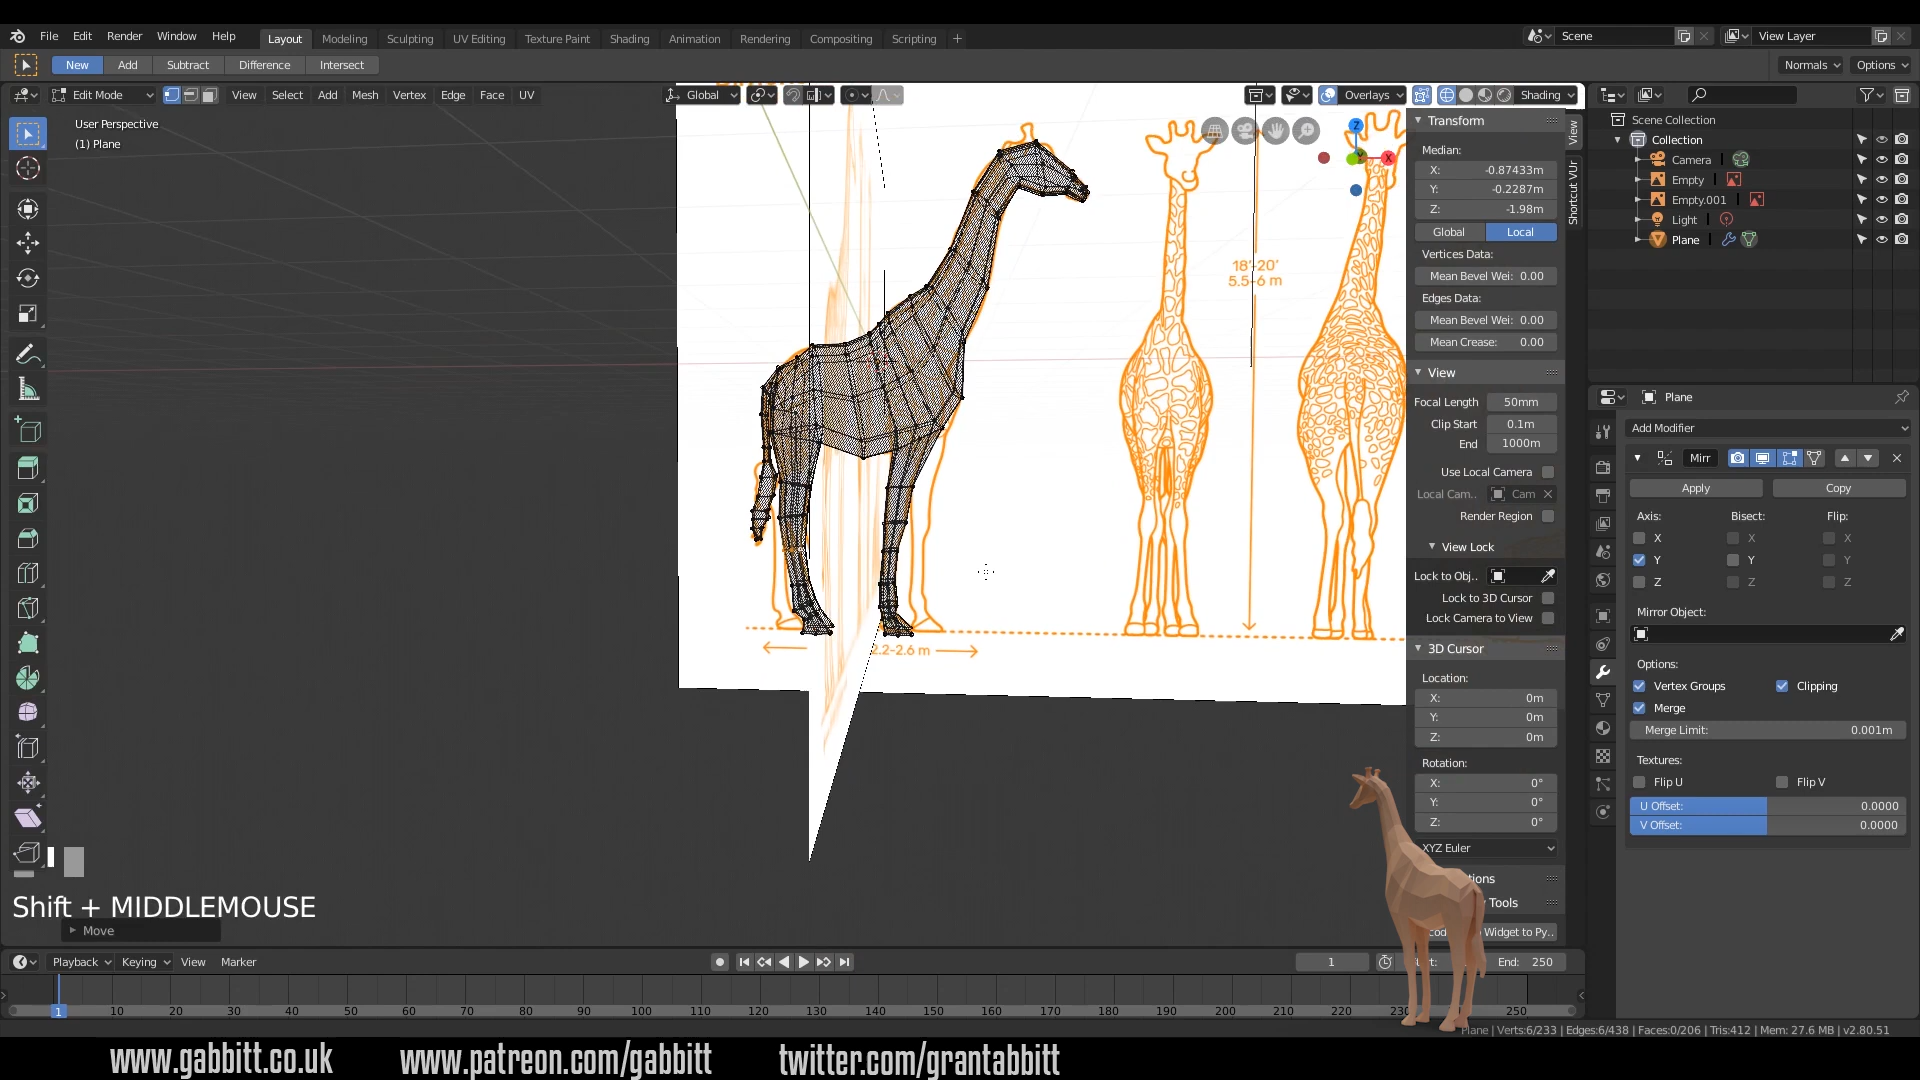 File Edit Render Window Help Layout Modeling Sculpting UV Editing Texture Paint Shading Animation Rendering Compositing Scripting + Scene View Layer
New Add Subtract Difference Intersect Normals Options
Edit Mode View Select Add Mesh Vertex Edge Face UV Global Overlays Shading
User Perspective
(1) Plane
18'-20'
5.5-6 m
2.2-2.6 m
Z
X
Transform
Median:
X: -0.87433m
Y: -0.2287m
Z: -1.98m
Global Local
Vertices Data:
Mean Bevel Wei: 0.00
Edges Data:
Mean Bevel Wei: 0.00
Mean Crease: 0.00
View
Focal Length 50mm
Clip Start 0.1m
End 1000m
Use Local Camera
Local Cam.. Cam
Render Region
View Lock
Lock to Obj..
Lock to 3D Cursor
Lock Camera to View
3D Cursor
Location:
X: 0m
Y: 0m
Z: 0m
Rotation:
X: 0°
Y: 0°
Z: 0°
XYZ Euler
Tools
Widget to Py..
View
Shortcut VUr
Scene Collection
Collection
Camera
Empty
Empty.001
Light
Plane
Plane
Add Modifier
Mirr
Apply Copy
Axis: Bisect: Flip:
X X X
Y Y Y
Z Z Z
Mirror Object:
Options:
Vertex Groups Clipping
Merge
Merge Limit: 0.001m
Textures:
Flip U Flip V
U Offset: 0.0000
V Offset: 0.0000
Shift + MIDDLEMOUSE
Move
Playback Keying View Marker 1 End: 250
1 10 20 30 40 50 60 70 80 90 100 110 120 130 140 150 160 170 180 190 200 210 220 250
Plane | Verts:6/233 | Edges:6/438 | Faces:0/206 | Tris:412 | Mem: 27.6 MB | v2.80.51
www.gabbitt.co.uk www.patreon.com/gabbitt twitter.com/grantabbitt